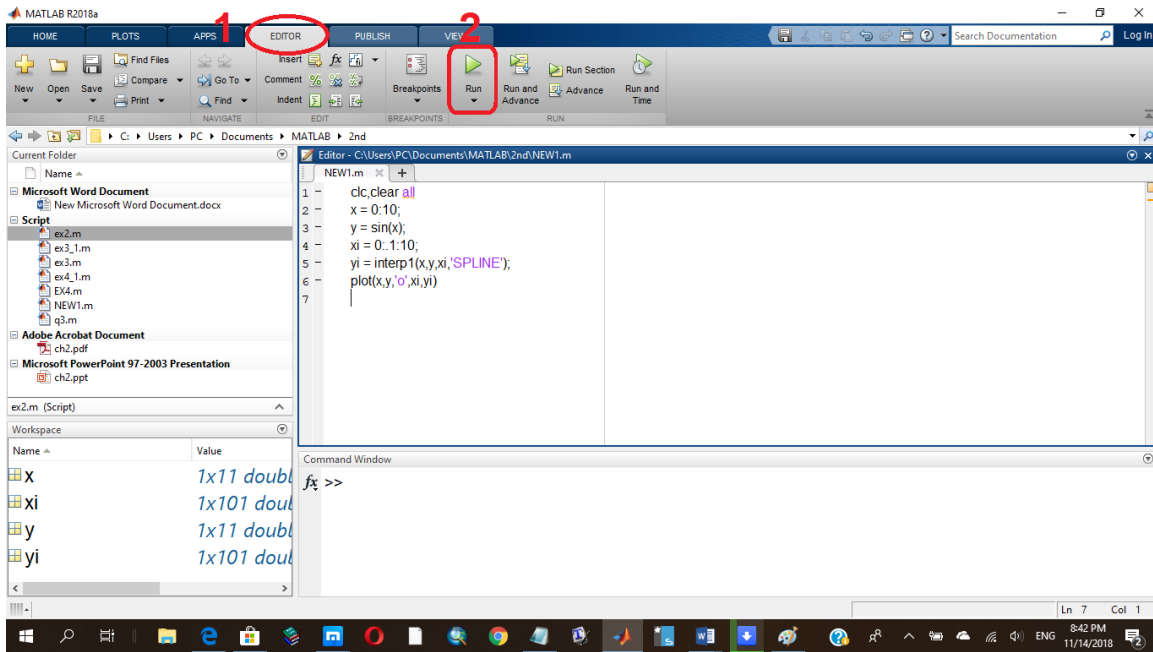 MATLAB R2018a
1
2
HOME PLOTS APPS EDITOR PUBLISH VIEW
Search Documentation
Log In
New
Open
Save
Find Files
Compare
Print
FILE
Go To
Find
NAVIGATE
Insert
fx
Comment
Indent
EDIT
Breakpoints
BREAKPOINTS
Run
Run and Advance
Run Section
Advance
Run and Time
RUN
C: Users PC Documents MATLAB 2nd
Current Folder
Name
Microsoft Word Document
New Microsoft Word Document.docx
Script
ex2.m
ex3_1.m
ex3.m
ex4_1.m
EX4.m
NEW1.m
q3.m
Adobe Acrobat Document
ch2.pdf
Microsoft PowerPoint 97-2003 Presentation
ch2.ppt
ex2.m (Script)
Workspace
Name Value
x 1x11 doubl
xi 1x101 doul
y 1x11 doubl
yi 1x101 doul
Editor - C:\Users\PC\Documents\MATLAB\2nd\NEW1.m
NEW1.m
1 clc,clear all
2 x = 0:10;
3 y = sin(x);
4 xi = 0:.1:10;
5 yi = interp1(x,y,xi,'SPLINE');
6 plot(x,y,'o',xi,yi)
7
Command Window
fx >>
Ln 7 Col 1
ENG
8:42 PM
11/14/2018
2